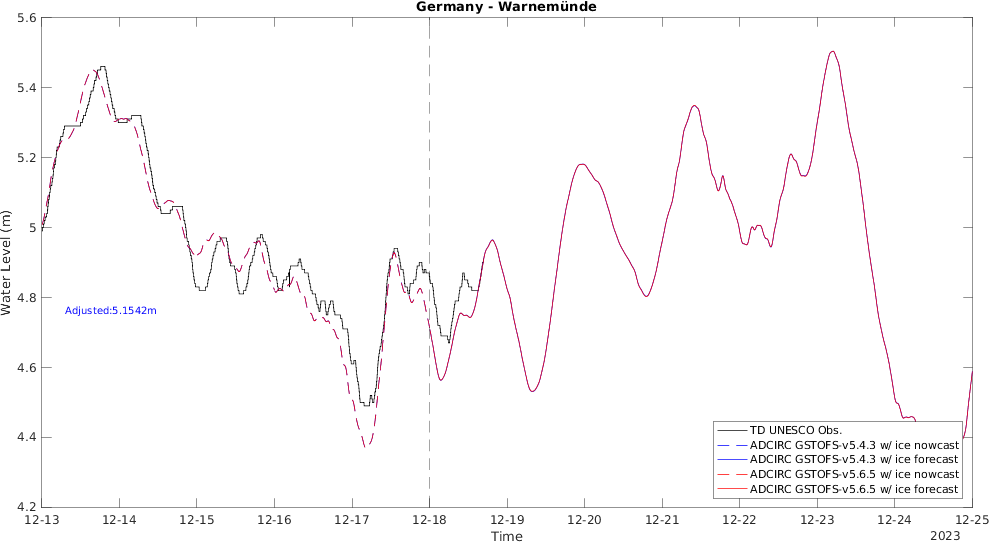 Germany - Warnemünde
5.6
5.4
5.2
5
4.8
4.6
4.4
4.2
Water Level (m)
Adjusted:5.1542m
TD UNESCO Obs.
ADCIRC GSTOFS-v5.4.3 w/ ice nowcast
ADCIRC GSTOFS-v5.4.3 w/ ice forecast
ADCIRC GSTOFS-v5.6.5 w/ ice nowcast
ADCIRC GSTOFS-v5.6.5 w/ ice forecast
12-13 12-14 12-15 12-16 12-17 12-18 12-19 12-20 12-21 12-22 12-23 12-24 12-25
Time
2023